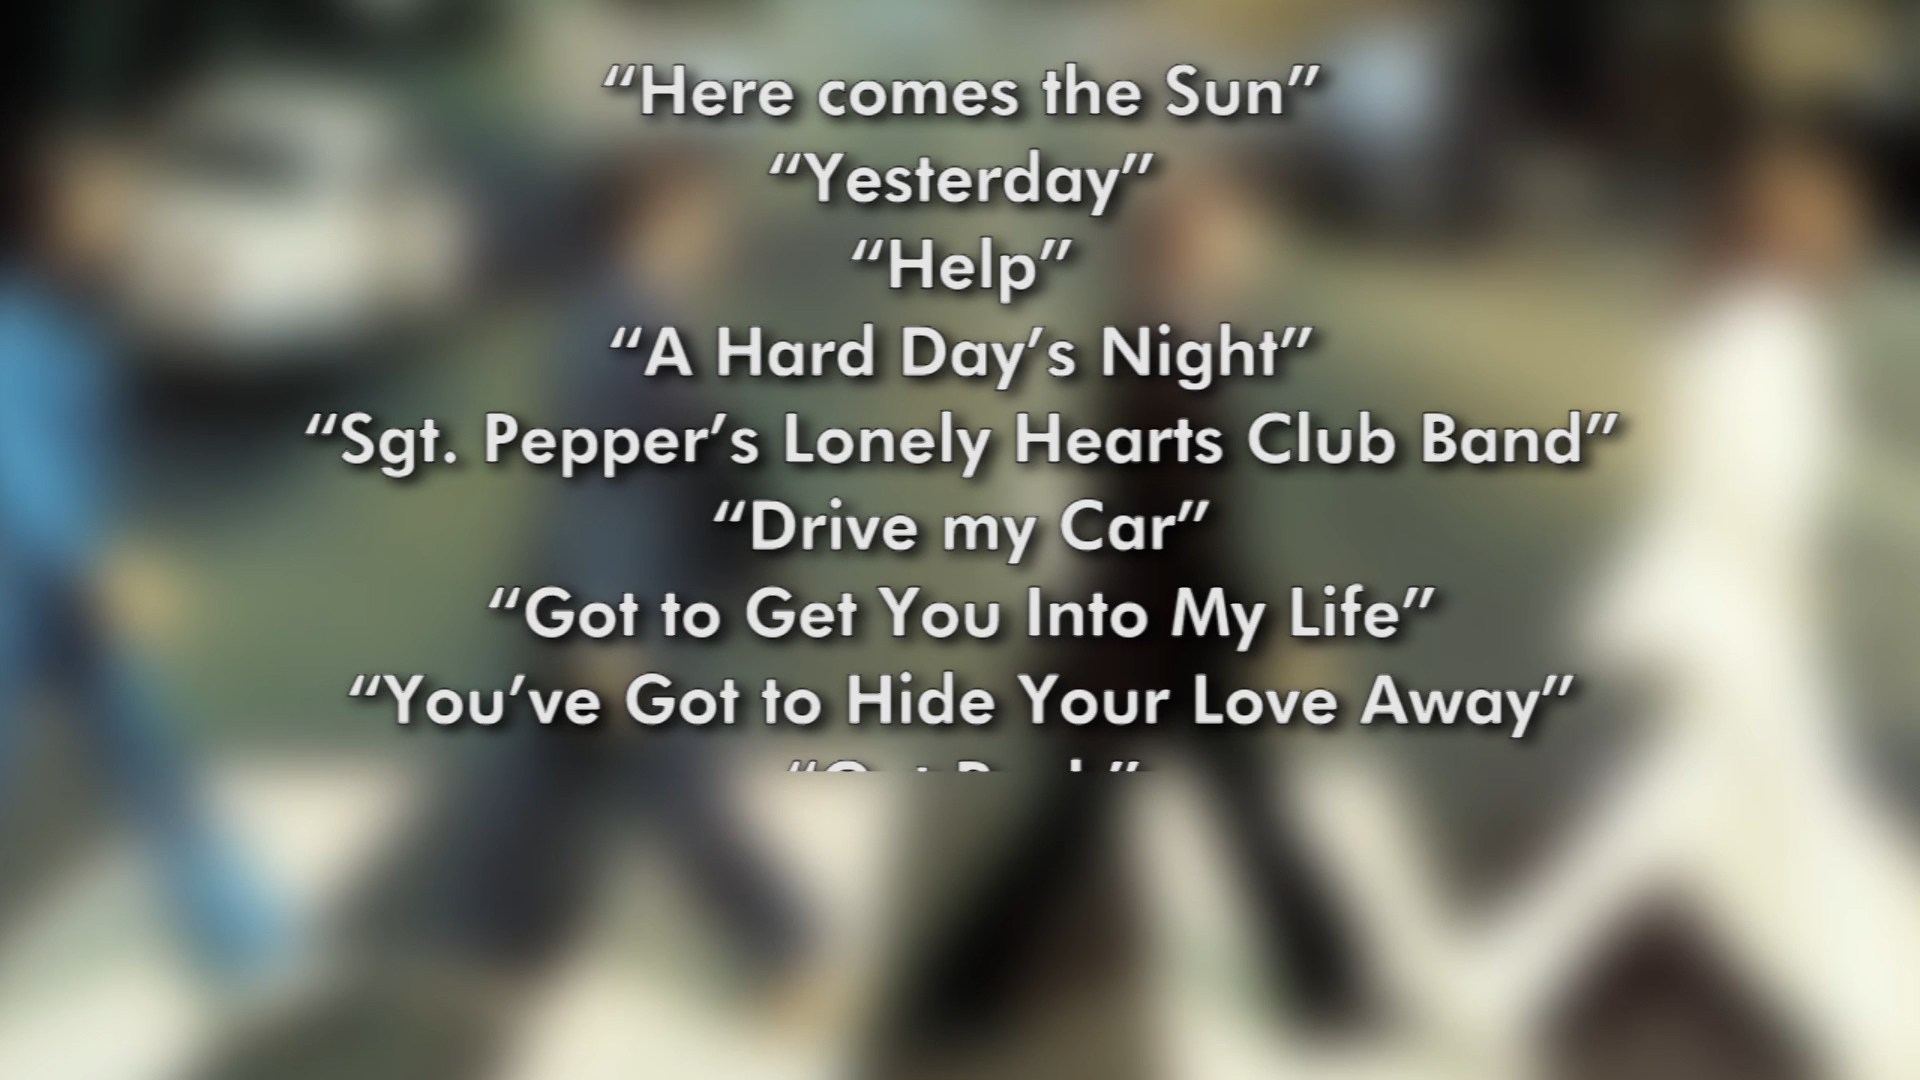 “Here comes the Sun”
“Yesterday”
“Help”
“A Hard Day’s Night”
“Sgt. Pepper’s Lonely Hearts Club Band”
“Drive my Car”
“Got to Get You Into My Life”
“You’ve Got to Hide Your Love Away”